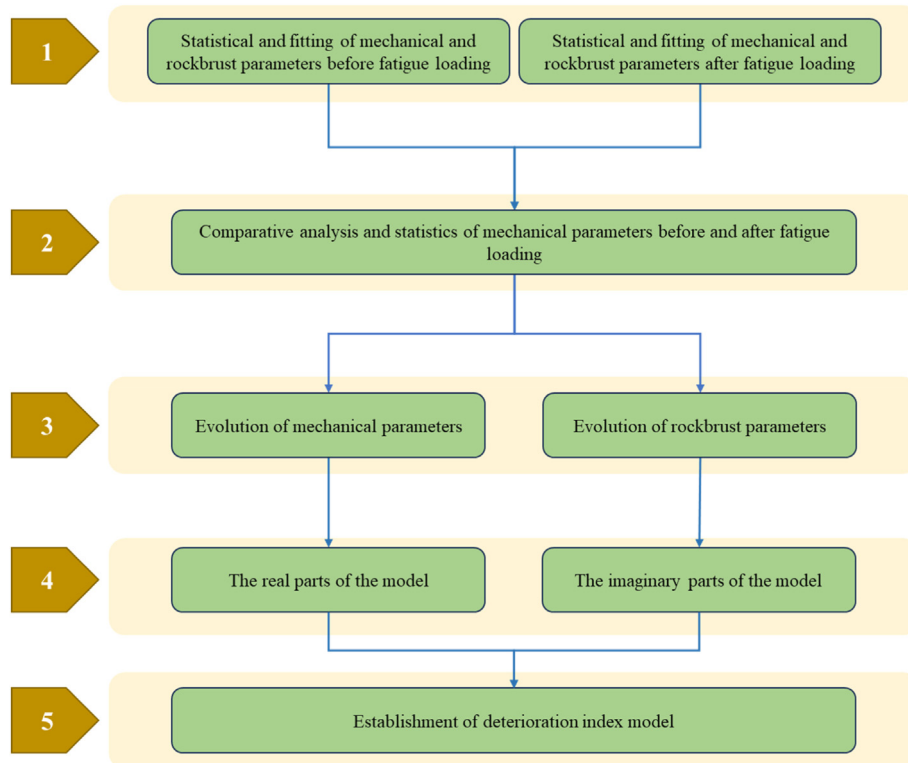 1
Statistical and fitting of mechanical and
rockbrust parameters before fatigue loading
Statistical and fitting of mechanical and
rockbrust parameters after fatigue loading
2
Comparative analysis and statistics of mechanical parameters before and after fatigue
loading
3
Evolution of mechanical parameters
Evolution of rockbrust parameters
4
The real parts of the model
The imaginary parts of the model
5
Establishment of deterioration index model